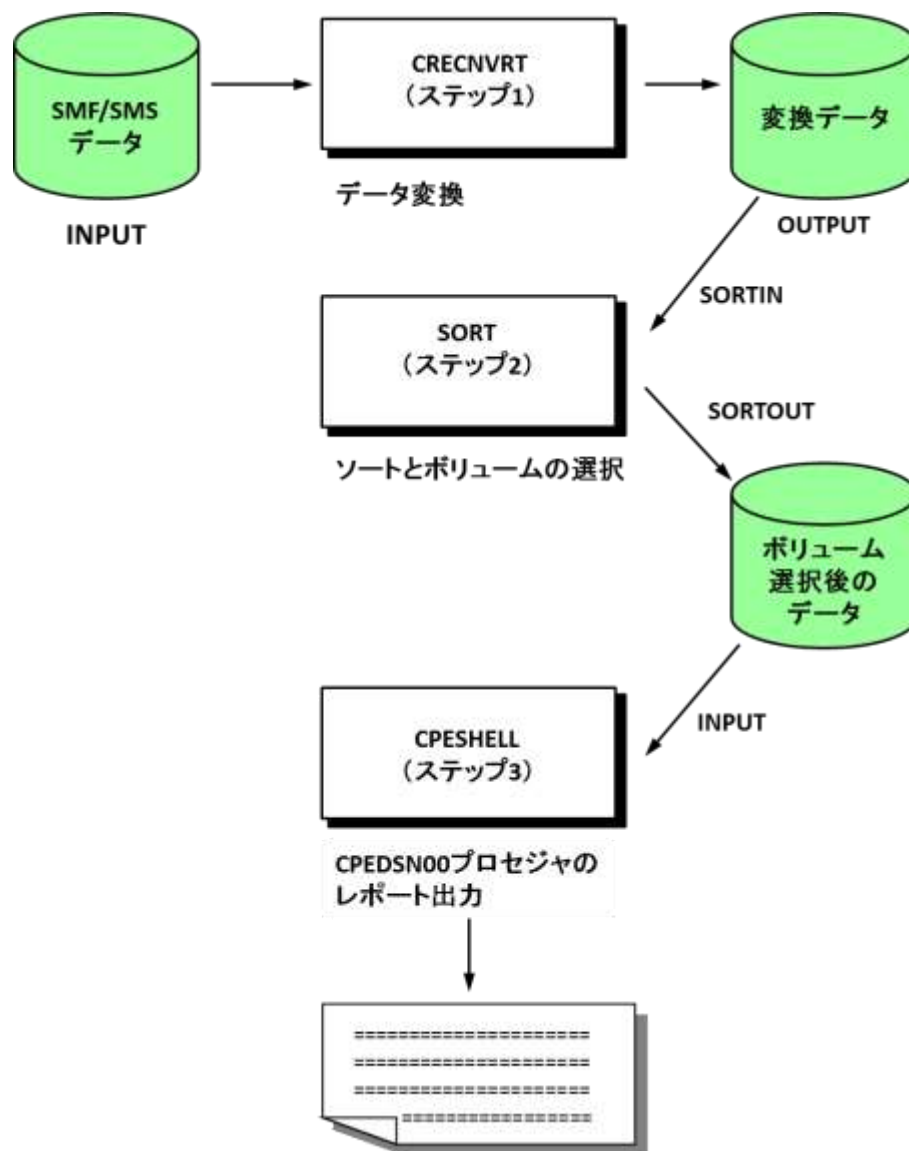 SMF/SMS
データ
INPUT
CRECNVRT
（ステップ1）
データ変換
変換データ
OUTPUT
SORTIN
SORT
（ステップ2）
ソートとボリュームの選択
SORTOUT
ボリューム
選択後の
データ
INPUT
CPESHELL
（ステップ3）
CPEDSN00プロセジャの
レポート出力